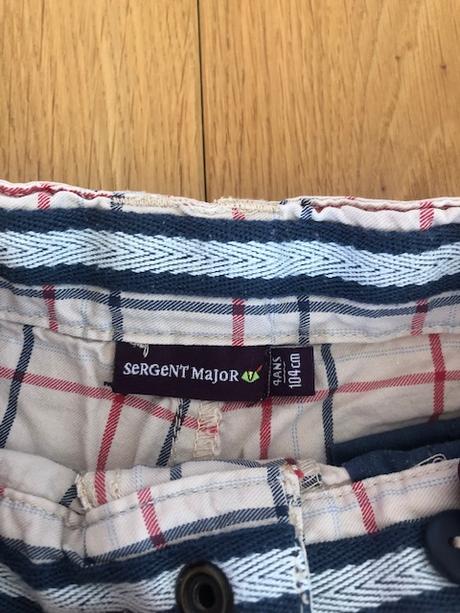 SeRGeNT MaJoR
4 ANS
104 cm